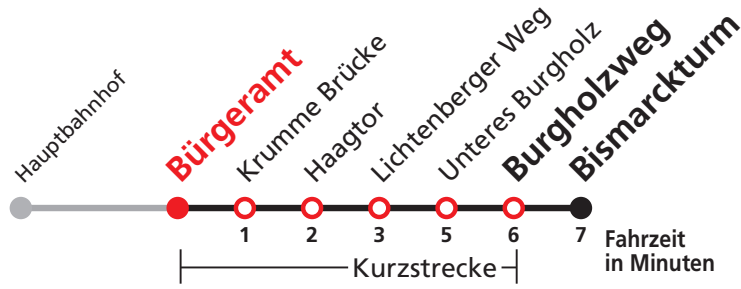 Hauptbahnhof
Bürgeramt
Krumme Brücke
Haagtor
Lichtenberger Weg
Unteres Burgholz
Burgholzweg
Bismarckturm
1 2 3 5 6 7 Fahrzeit
in Minuten
Kurzstrecke